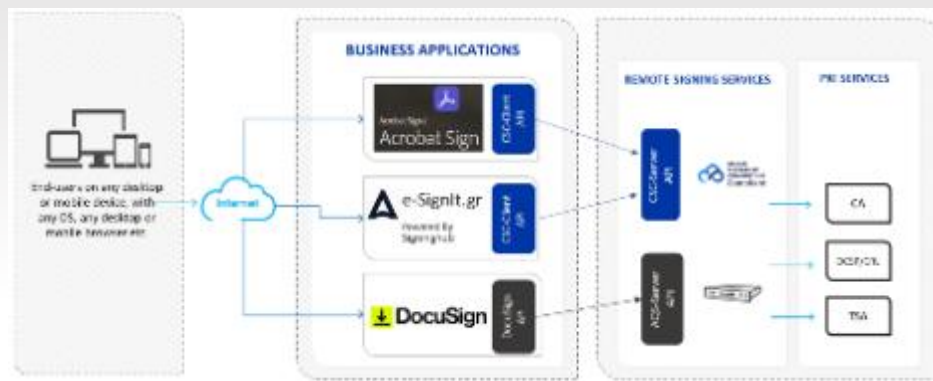 BUSINESS APPLICATIONS
REMOTE SIGNING SERVICES
PKI SERVICES
Acrobat Sign
CSC-Client
API
End-users on any desktop
or mobile device, with
any OS, any desktop or
mobile browser etc
Internet
e-SignIt.gr
Powered By
SigningHub
CSC-Client
API
DocuSign
DocuSign
API
CSC-Server
API
ADSS-Server
API
CA
OCSP/CRL
TSA